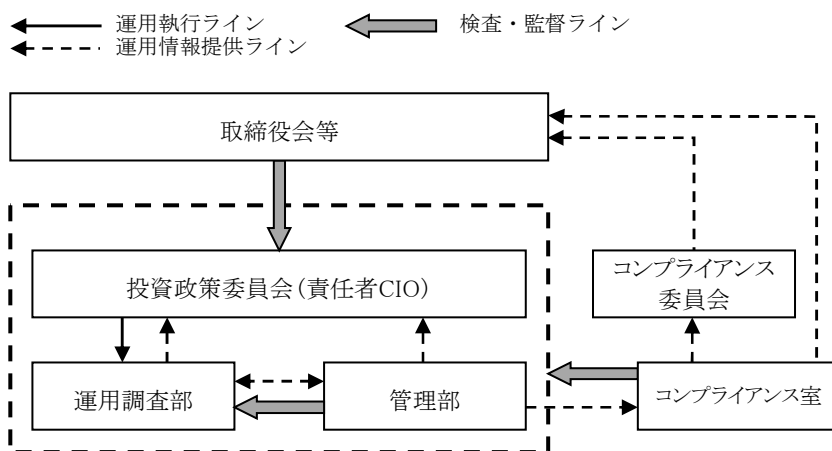 運用執行ライン
運用情報提供ライン
検査・監督ライン
取締役会等
投資政策委員会(責任者CIO)
コンプライアンス
委員会
運用調査部
管理部
コンプライアンス室